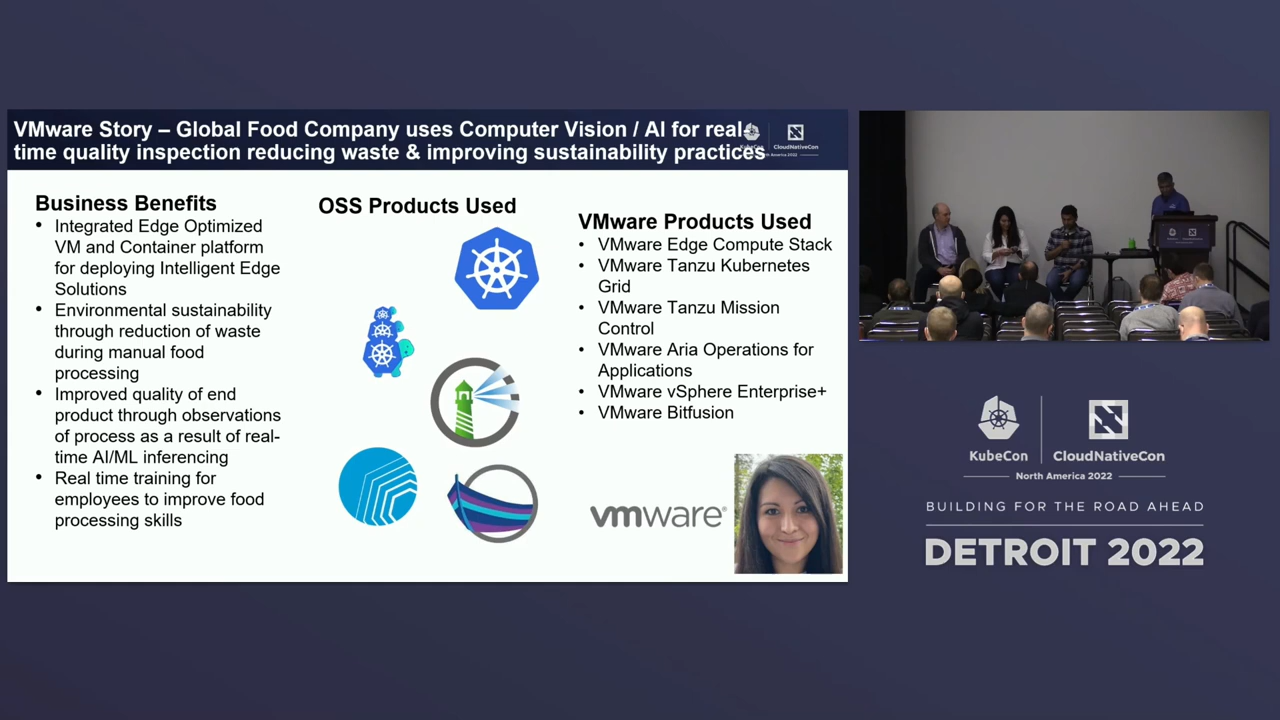 VMware Story – Global Food Company uses Computer Vision / AI for real-
time quality inspection reducing waste & improving sustainability practices
KubeCon
CloudNativeCon
North America 2022
Business Benefits
• Integrated Edge Optimized
VM and Container platform
for deploying Intelligent Edge
Solutions
• Environmental sustainability
through reduction of waste
during manual food
processing
• Improved quality of end
product through observations
of process as a result of real-
time AI/ML inferencing
• Real time training for
employees to improve food
processing skills
OSS Products Used
VMware Products Used
• VMware Edge Compute Stack
• VMware Tanzu Kubernetes
Grid
• VMware Tanzu Mission
Control
• VMware Aria Operations for
Applications
• VMware vSphere Enterprise+
• VMware Bitfusion
vmware®
KubeCon
CloudNativeCon
North America 2022
BUILDING FOR THE ROAD AHEAD
DETROIT 2022